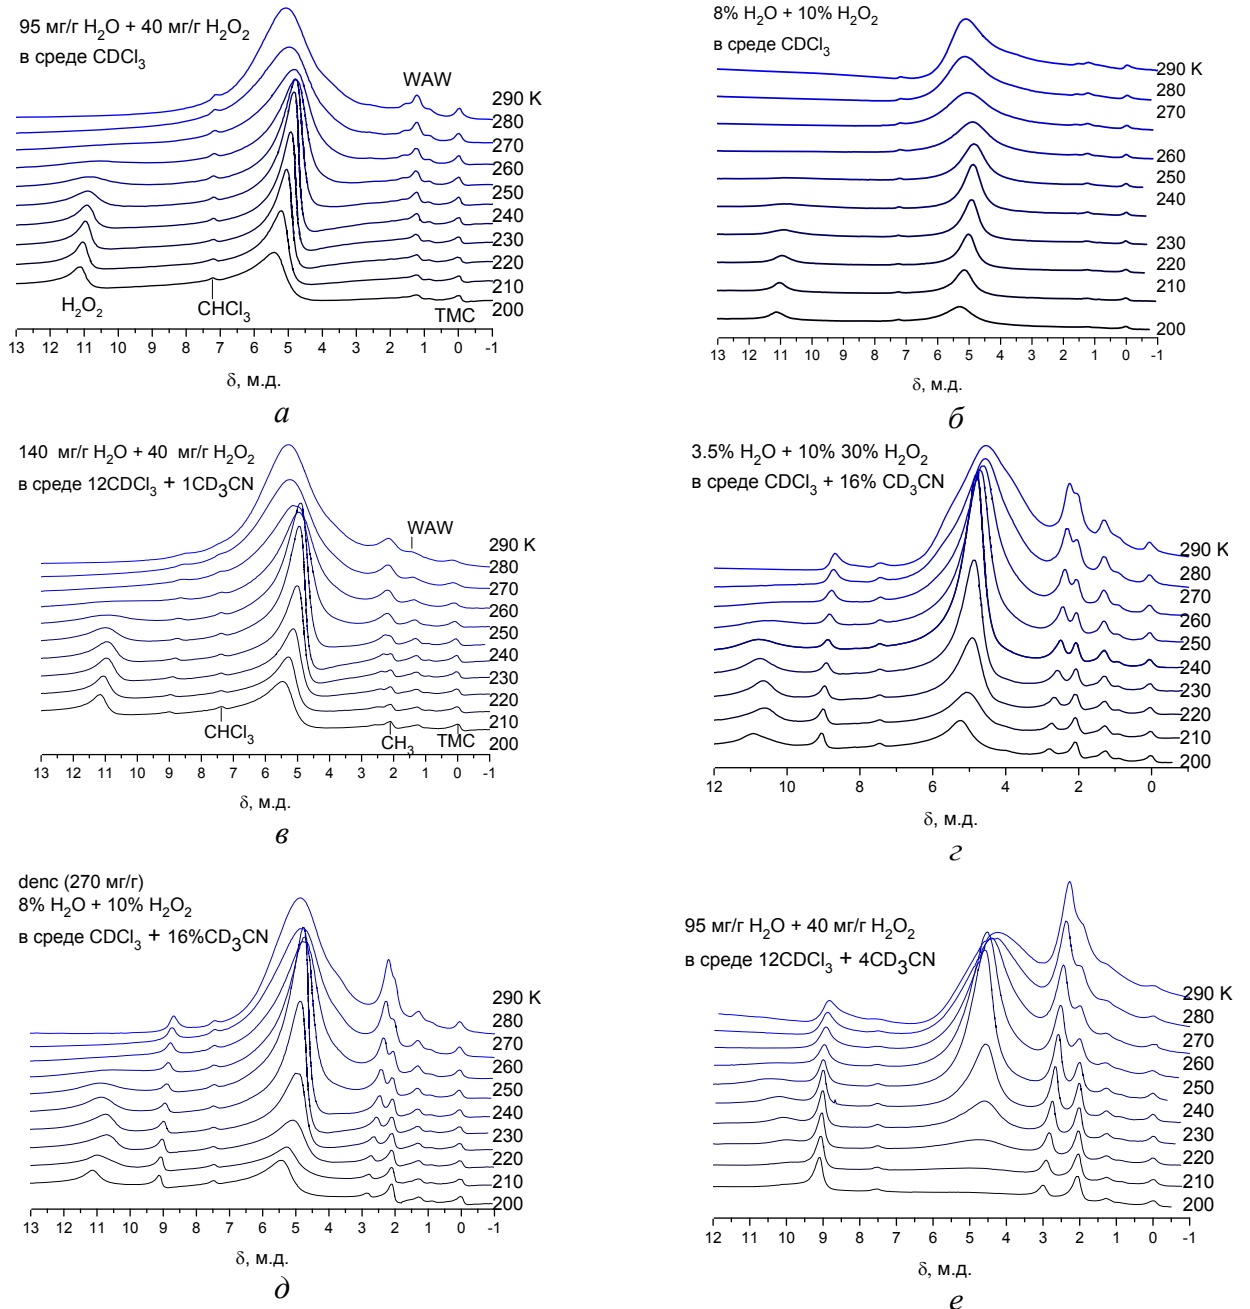 95 мг/г H₂O + 40 мг/г H₂O₂
в среде CDCl₃
WAW
290 K
280
270
260
250
240
230
220
210
200
H₂O₂
CHCl₃
TMC
13 12 11 10 9 8 7 6 5 4 3 2 1 0 -1
δ, м.д.
а
8% H₂O + 10% H₂O₂
в среде CDCl₃
290 K
280
270
260
250
240
230
220
210
200
13 12 11 10 9 8 7 6 5 4 3 2 1 0 -1
δ, м.д.
б
140 мг/г H₂O + 40 мг/г H₂O₂
в среде 12CDCl₃ + 1CD₃CN
WAW
290 K
280
270
260
250
240
230
220
210
200
CHCl₃
CH₃
TMC
13 12 11 10 9 8 7 6 5 4 3 2 1 0 -1
δ, м.д.
в
3.5% H₂O + 10% 30% H₂O₂
в среде CDCl₃ + 16% CD₃CN
290 K
280
270
260
250
240
230
220
210
200
12 10 8 6 4 2 0
δ, м.д.
г
denc (270 мг/г)
8% H₂O + 10% H₂O₂
в среде CDCl₃ + 16%CD₃CN
290 K
280
270
260
250
240
230
220
210
200
13 12 11 10 9 8 7 6 5 4 3 2 1 0 -1
δ, м.д.
д
95 мг/г H₂O + 40 мг/г H₂O₂
в среде 12CDCl₃ + 4CD₃CN
290 K
280
270
260
250
240
230
220
210
200
12 11 10 9 8 7 6 5 4 3 2 1 0 -1
δ, м.д.
е